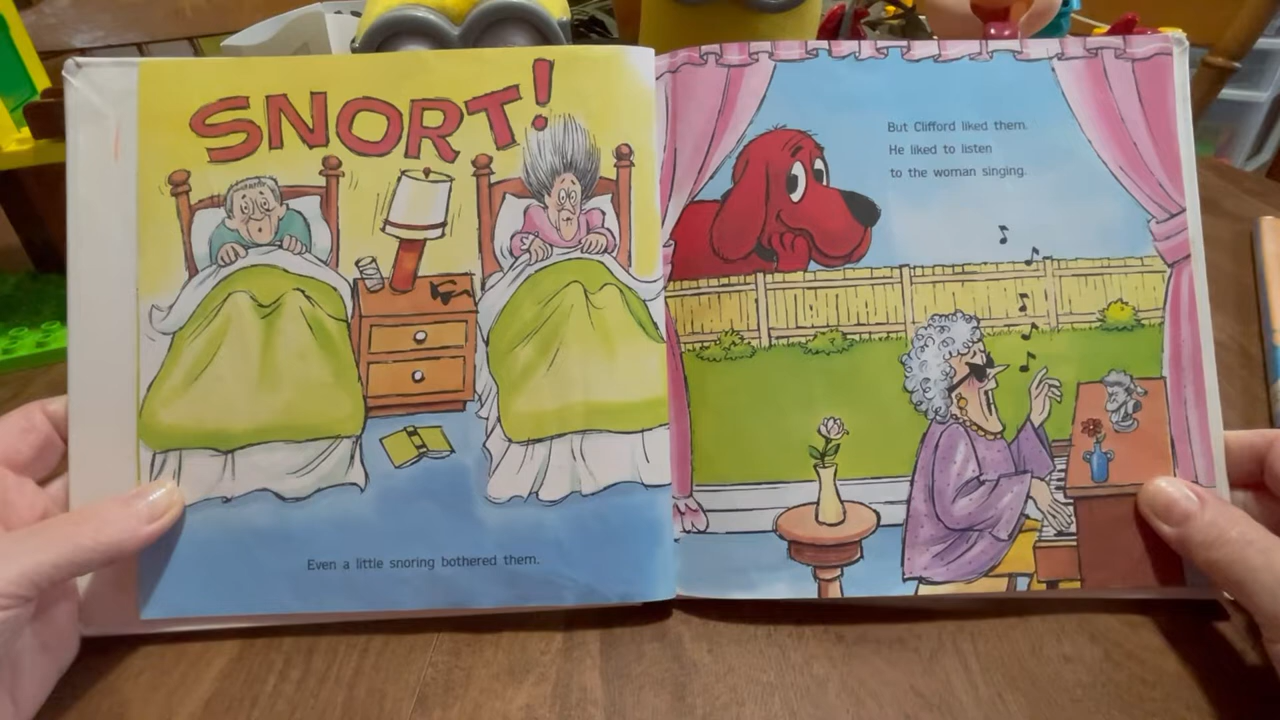 SNORT!
Even a little snoring bothered them.
But Clifford liked them.
He liked to listen
to the woman singing.